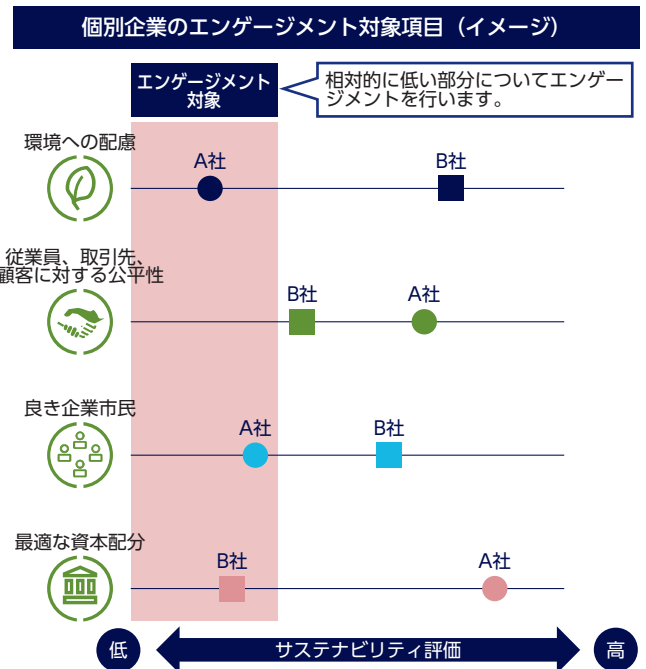 個別企業のエンゲージメント対象項目（イメージ）
エンゲージメント
対象
相対的に低い部分についてエンゲー
ジメントを行います。
環境への配慮
A社
B社
従業員、取引先、
顧客に対する公平性
B社
A社
良き企業市民
A社
B社
最適な資本配分
B社
A社
低
サステナビリティ評価
高